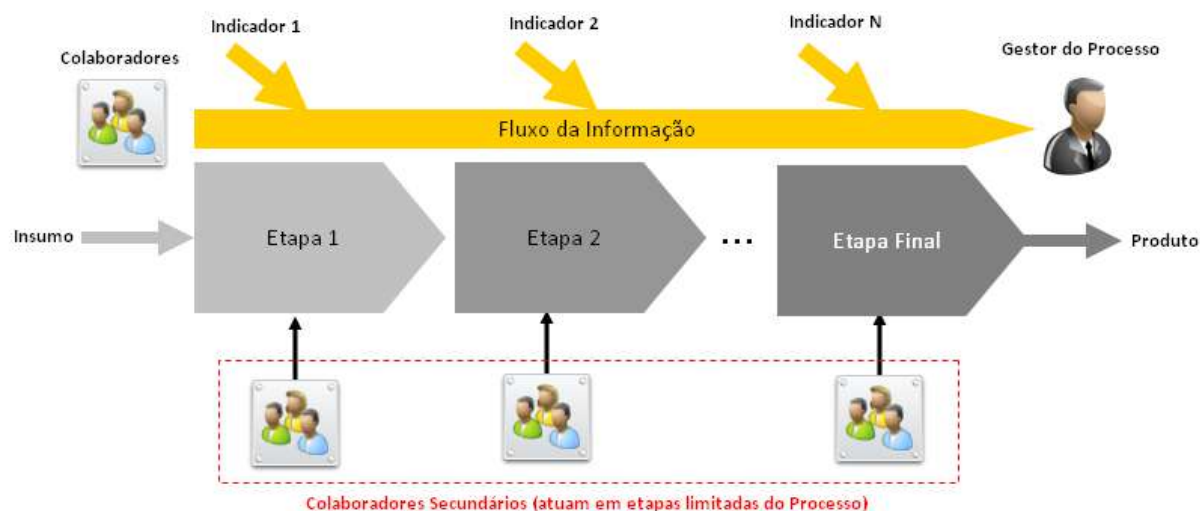 Indicador 1
Indicador 2
Indicador N
Colaboradores
Gestor do Processo
Fluxo da Informação
Insumo
Etapa 1
Etapa 2
...
Etapa Final
Produto
Colaboradores Secundários (atuam em etapas limitadas do Processo)